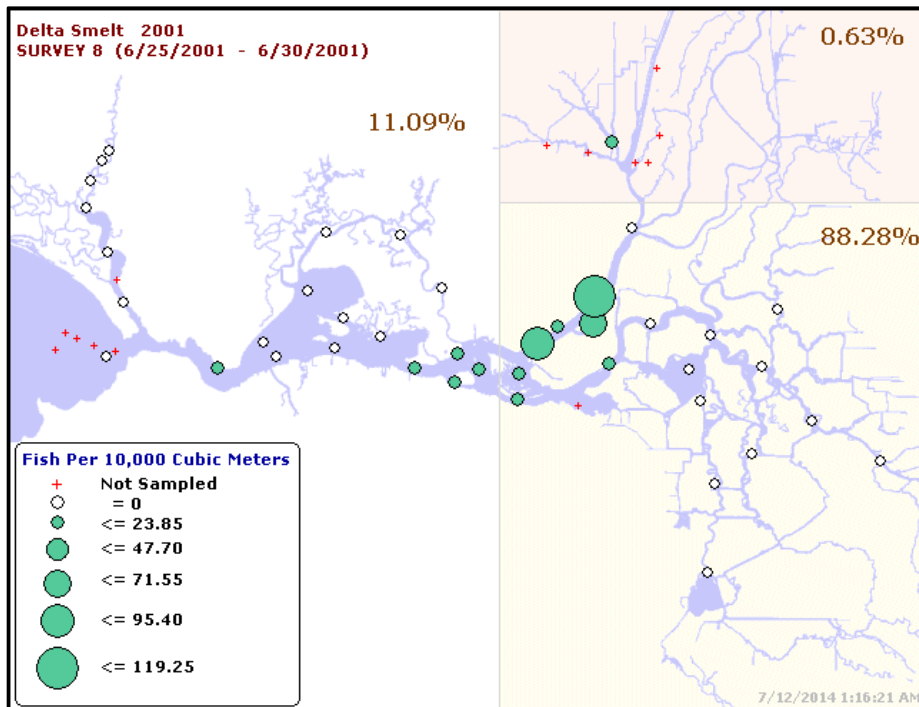 Delta Smelt 2001
SURVEY 8 (6/25/2001 - 6/30/2001)
0.63%
11.09%
88.28%
Fish Per 10,000 Cubic Meters
Not Sampled
= 0
<= 23.85
<= 47.70
<= 71.55
<= 95.40
<= 119.25
7/12/2014 1:16:21 AM